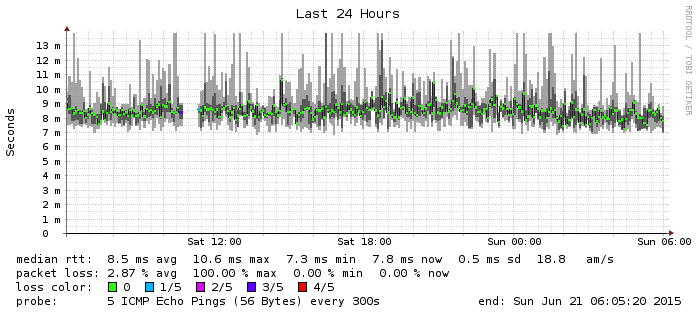 Last 24 Hours
RRDTOOL / TOBI OETIKER
Seconds
13 m
12 m
11 m
10 m
9 m
8 m
7 m
6 m
5 m
4 m
3 m
2 m
1 m
0
Sat 12:00 Sat 18:00 Sun 00:00 Sun 06:00
median rtt: 8.5 ms avg 10.6 ms max 7.3 ms min 7.8 ms now 0.5 ms sd 18.8 am/s
packet loss: 2.87 % avg 100.00 % max 0.00 % min 0.00 % now
loss color: 0 1/5 2/5 3/5 4/5
probe: 5 ICMP Echo Pings (56 Bytes) every 300s end: Sun Jun 21 06:05:20 2015